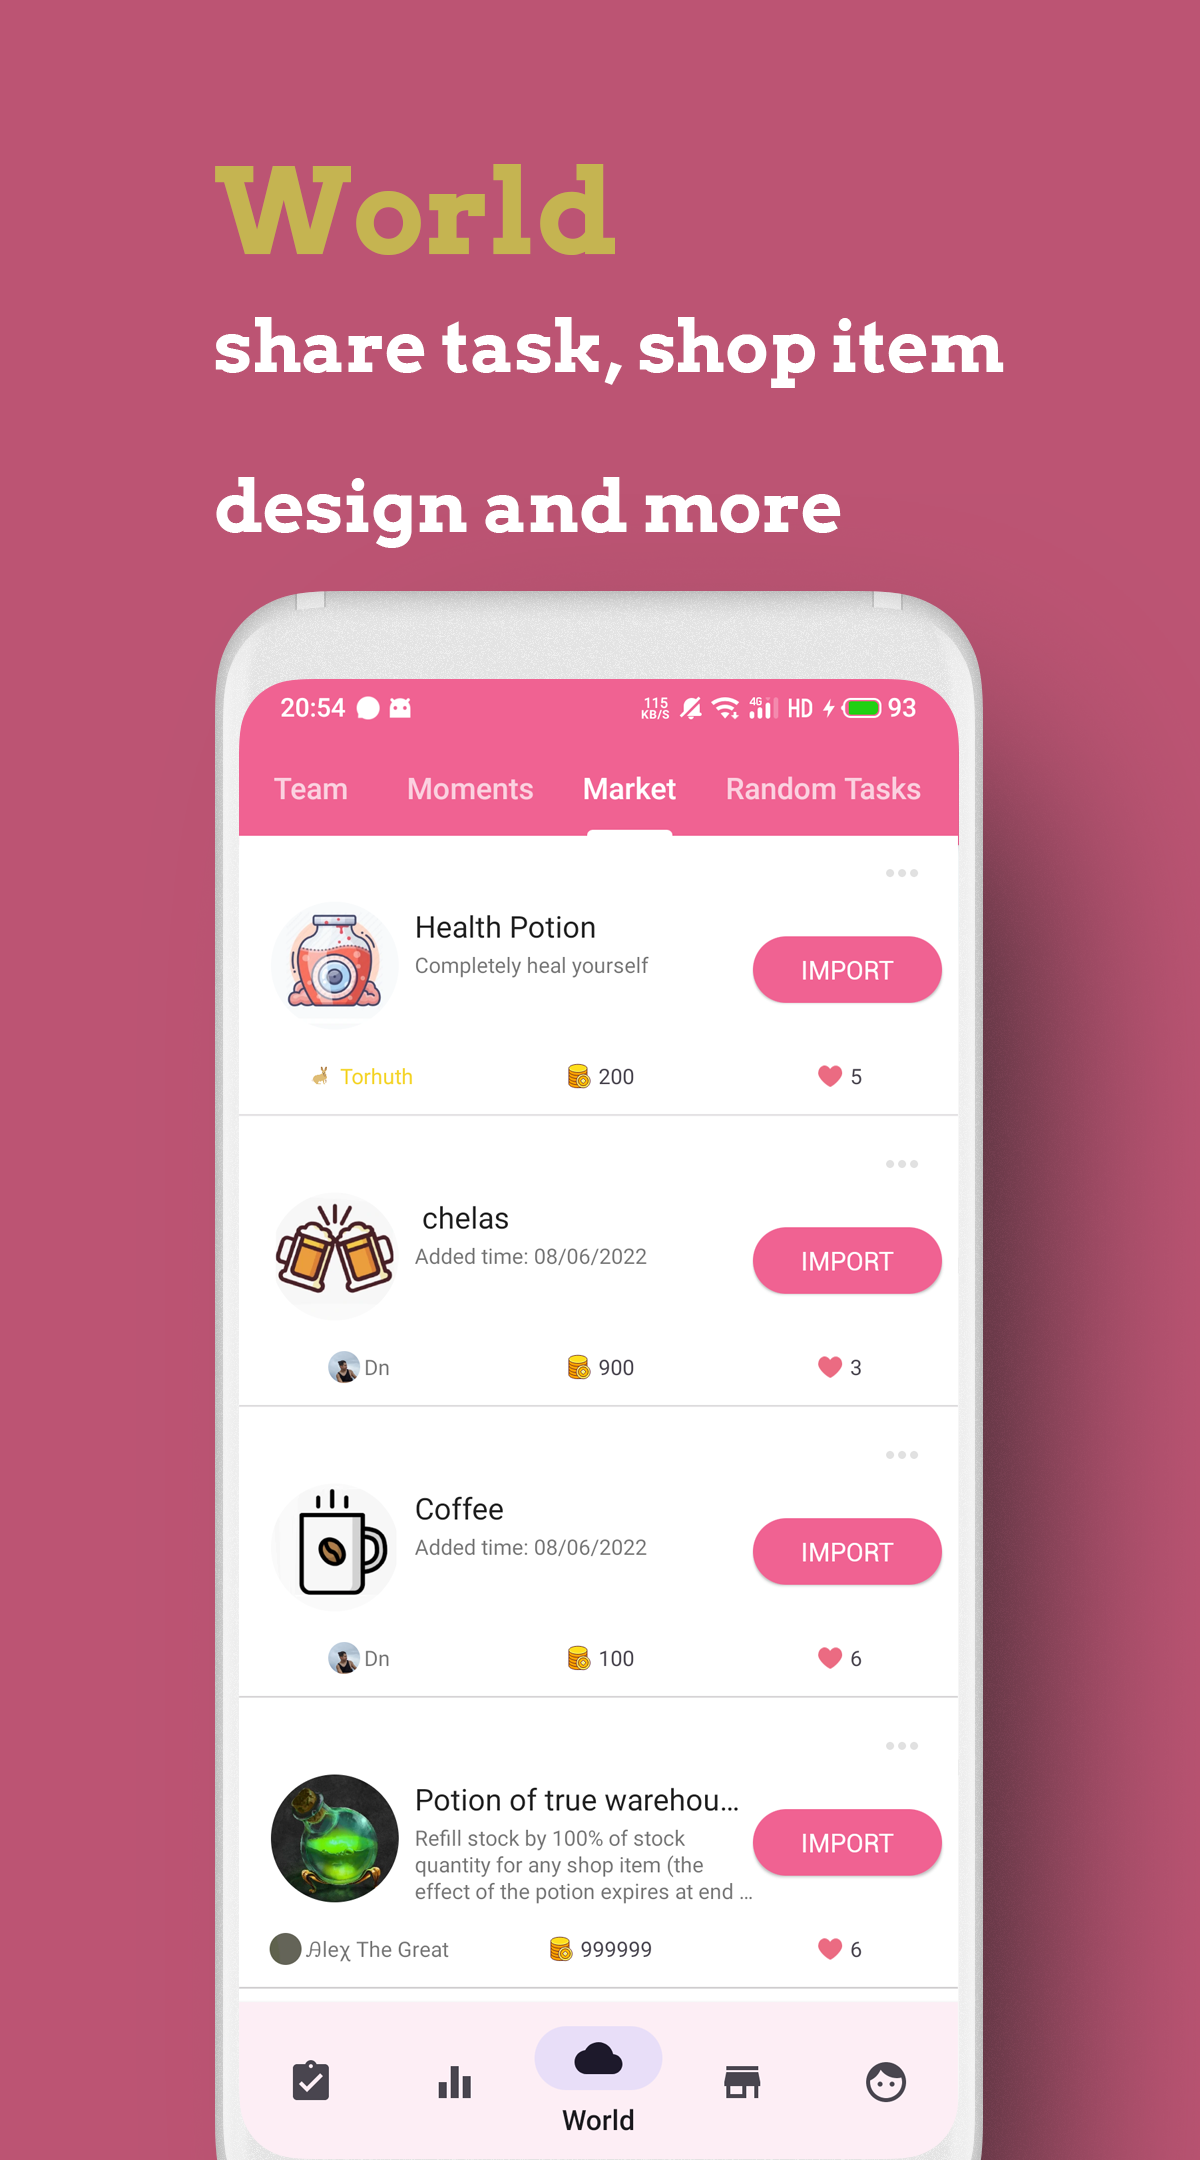 World
share task, shop item
design and more
20:54 115 KB/S 4G HD 93
Team Moments Market Random Tasks
Health Potion
Completely heal yourself
IMPORT
Torhuth 200 5
chelas
Added time: 08/06/2022
IMPORT
Dn 900 3
Coffee
Added time: 08/06/2022
IMPORT
Dn 100 6
Potion of true warehou...
Refill stock by 100% of stock
quantity for any shop item (the
effect of the potion expires at end ...
IMPORT
𝓐leχ The Great 999999 6
World